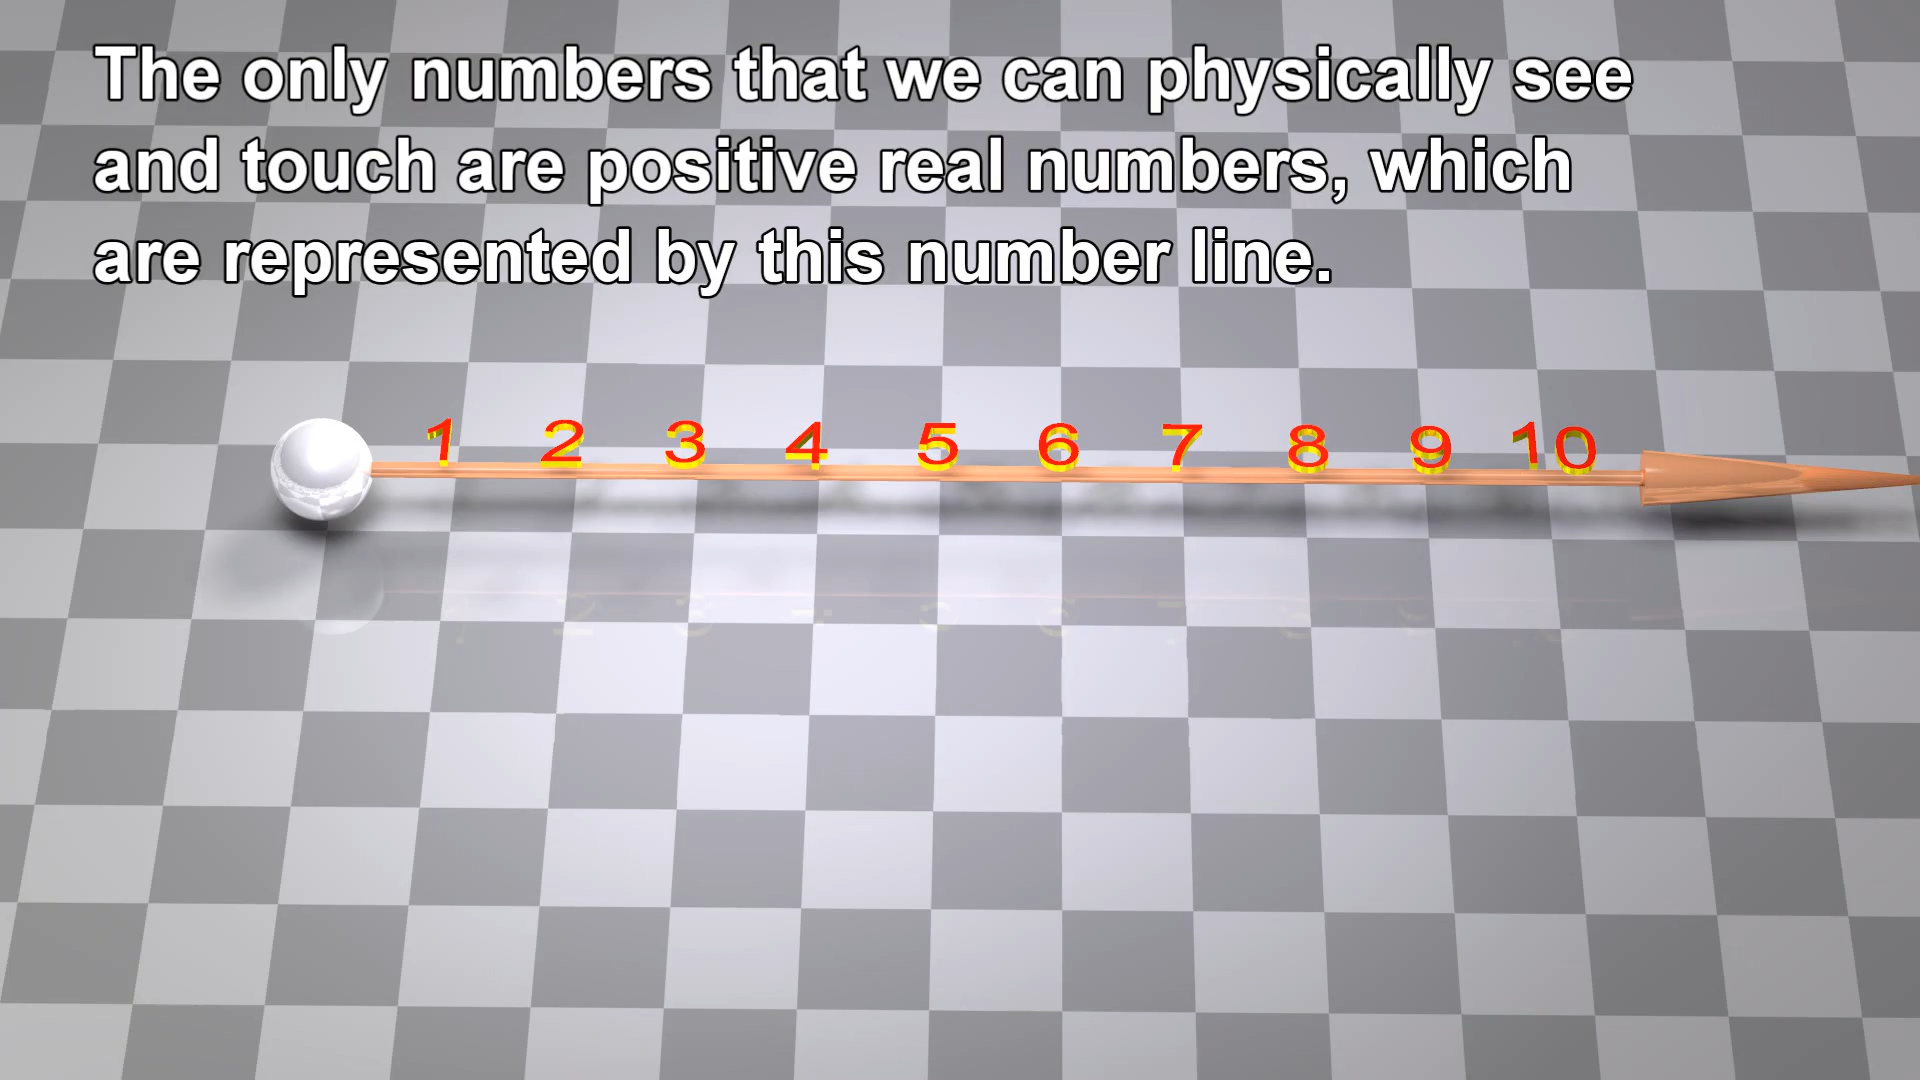 The only numbers that we can physically see
and touch are positive real numbers, which
are represented by this number line.
1 2 3 4 5 6 7 8 9 10